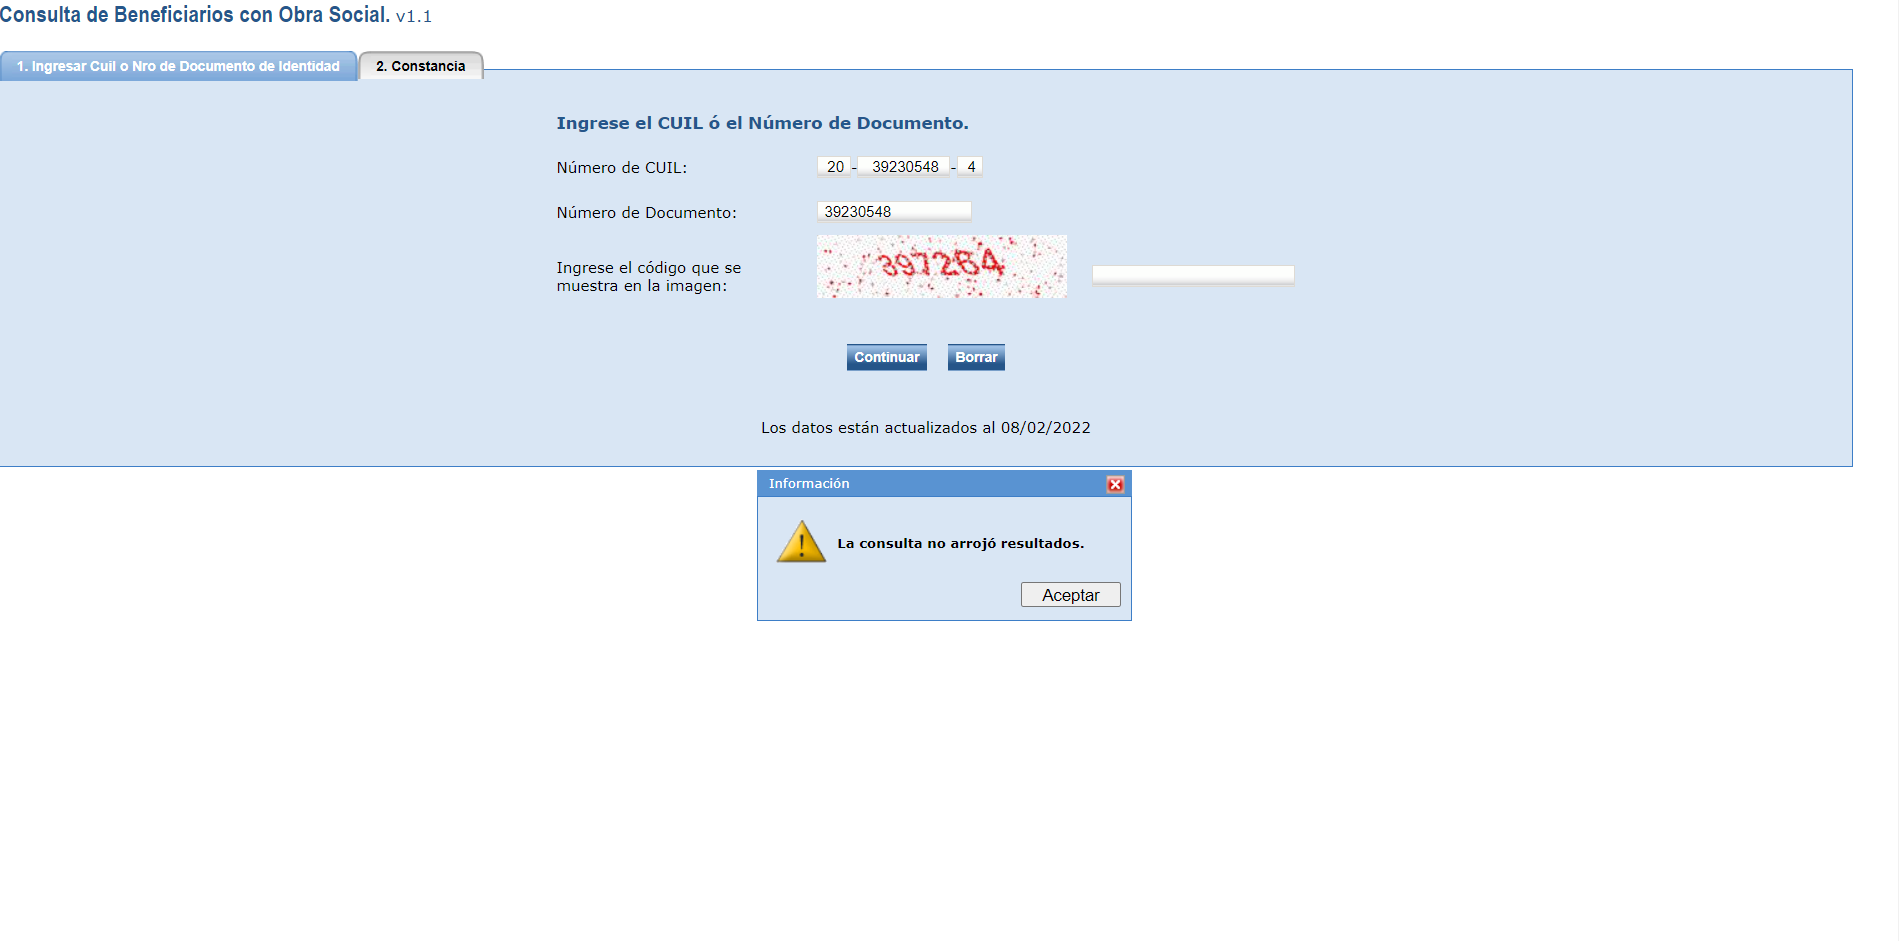 Consulta de Beneficiarios con Obra Social. v1.1
1. Ingresar Cuil o Nro de Documento de Identidad
2. Constancia
Ingrese el CUIL ó el Número de Documento.
Número de CUIL: 20 - 39230548 - 4
Número de Documento: 39230548
Ingrese el código que se
muestra en la imagen:
397264
Continuar Borrar
Los datos están actualizados al 08/02/2022
Información
La consulta no arrojó resultados.
Aceptar